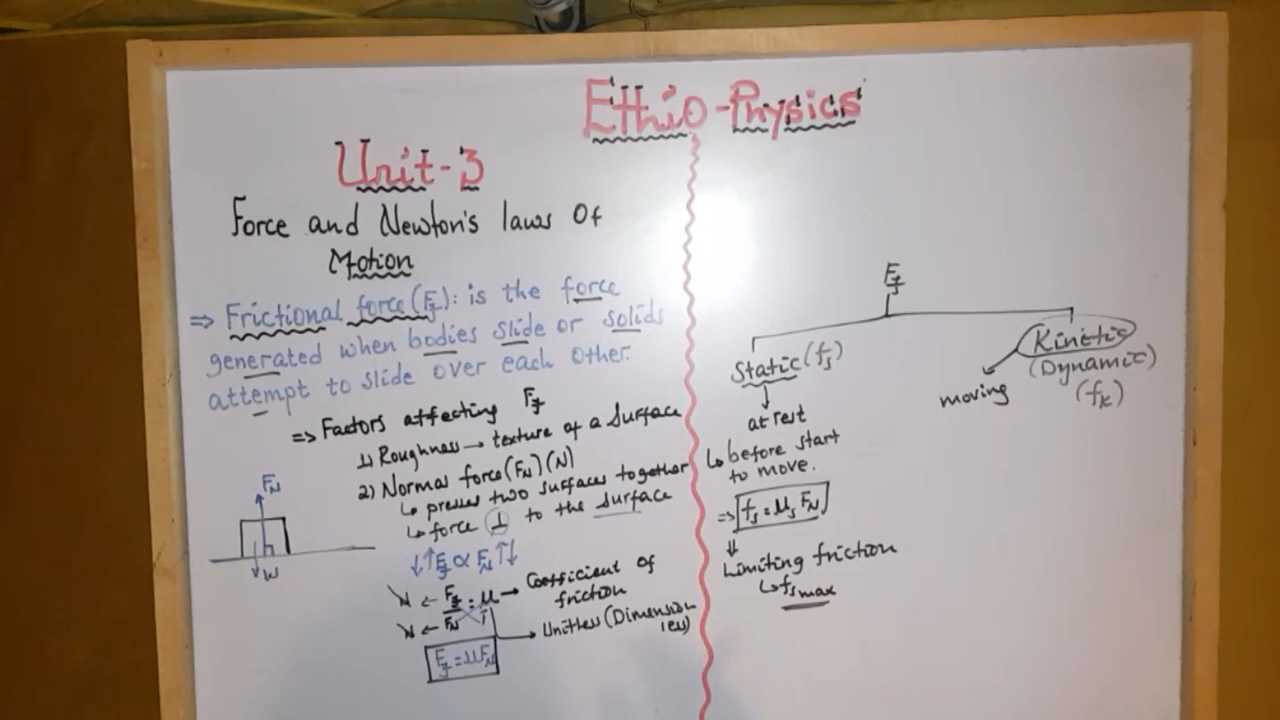 Ethio-Physics
Unit-3
Force and Newton's laws Of
Motion
⇒ Frictional force (Ff): is the force
generated when bodies slide or solids
attempt to slide over each other.
⇒ Factors affecting Ff
1) Roughness → texture of a surface
2) Normal force (FN) (N)
↳ presses two surfaces together
↳ force ⊥ to the surface
↓↑Ff ∝ FN↑↓
N ← Ff = μ → Coefficient of
friction
N ← FN 1 → Unitless (Dimension
less)
Ff = μFN
FN
W
Ff
Static (fs)
↓
at rest
↳ before start
to move.
⇒ fs = μs FN
⇓
Limiting friction
↳ fs max
Kinetic
(Dynamic)
(fk)
moving